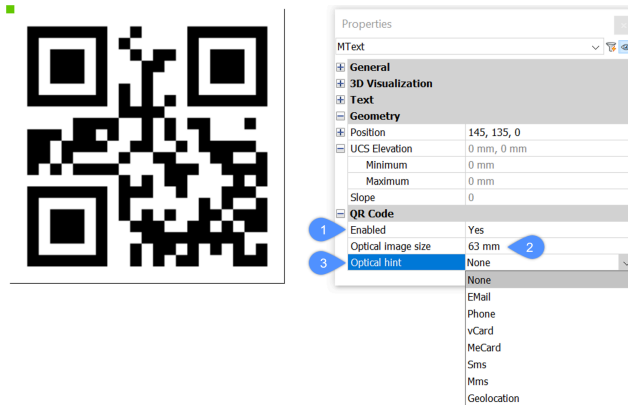 Properties
MText
General
3D Visualization
Text
Geometry
Position 145, 135, 0
UCS Elevation 0 mm, 0 mm
Minimum 0 mm
Maximum 0 mm
Slope 0
QR Code
1 Enabled Yes
Optical image size 63 mm 2
3 Optical hint None
None
EMail
Phone
vCard
MeCard
Sms
Mms
Geolocation